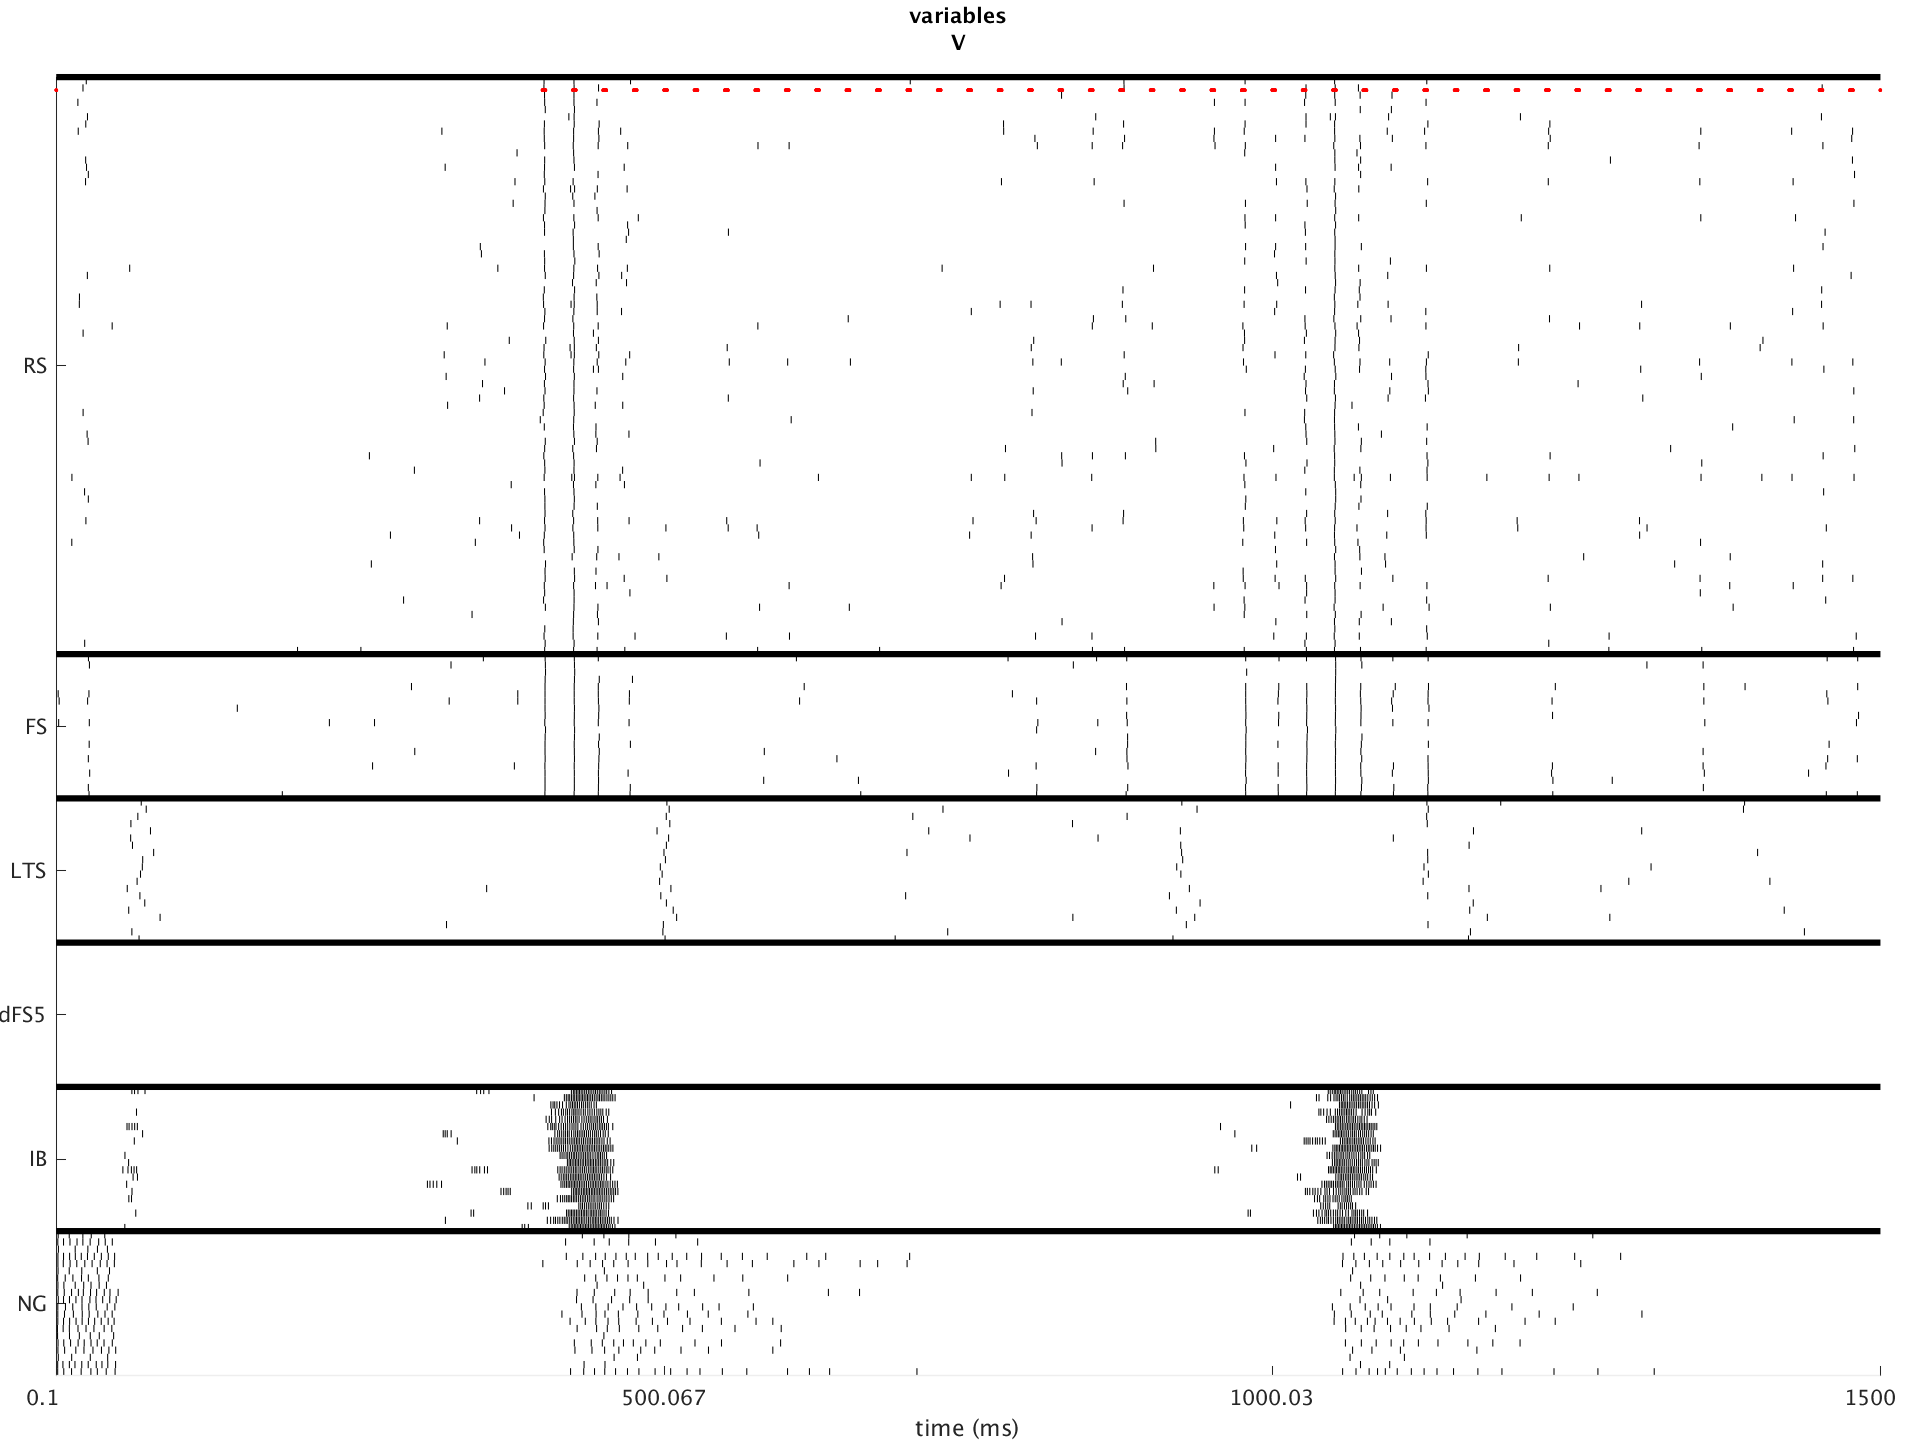 variables
V
RS
FS
LTS
dFS5
IB
NG
0.1
500.067
1000.03
1500
time (ms)